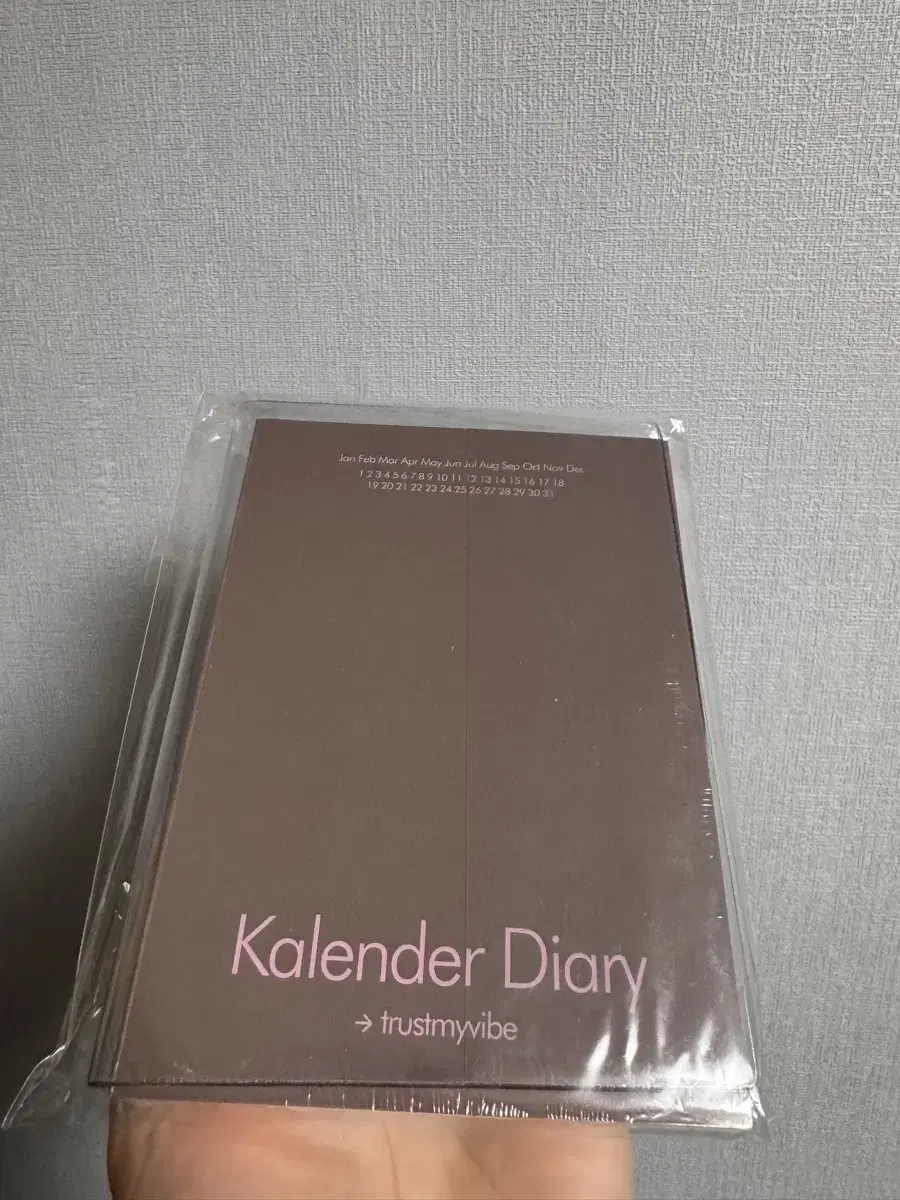 Jan Feb Mar Apr May Jun Jul Aug Sep Oct Nov Dec
1 2 3 4 5 6 7 8 9 10 11 12 13 14 15 16 17 18
19 20 21 22 23 24 25 26 27 28 29 30 31
Kalender Diary
→ trustmyvibe